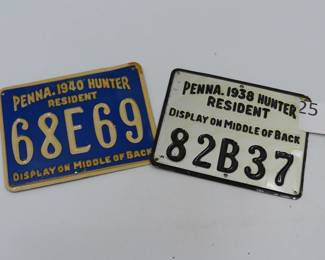 PENNA. 1940 HUNTER
RESIDENT
68E69
DISPLAY ON MIDDLE OF BACK
PENNA. 1938 HUNTER
RESIDENT
DISPLAY ON MIDDLE OF BACK
82B37
25